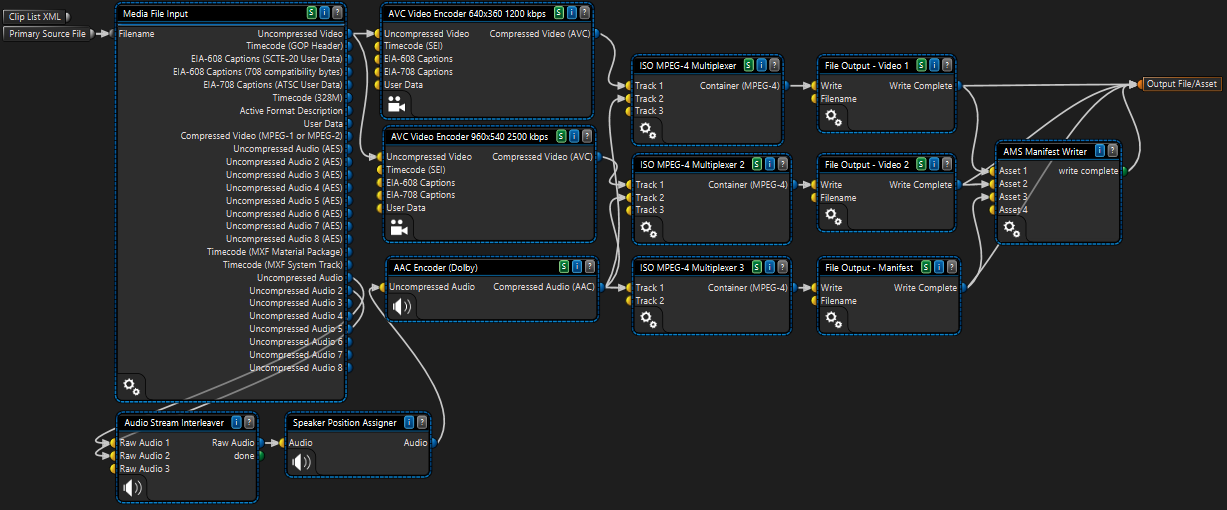 Clip List XML
Primary Source File
Media File Input S i ?
Filename
Uncompressed Video
Timecode (GOP Header)
EIA-608 Captions (SCTE-20 User Data)
EIA-608 Captions (708 compatibility bytes)
EIA-708 Captions (ATSC User Data)
Timecode (328M)
Active Format Description
User Data
Compressed Video (MPEG-1 or MPEG-2)
Uncompressed Audio (AES)
Uncompressed Audio 2 (AES)
Uncompressed Audio 3 (AES)
Uncompressed Audio 4 (AES)
Uncompressed Audio 5 (AES)
Uncompressed Audio 6 (AES)
Uncompressed Audio 7 (AES)
Uncompressed Audio 8 (AES)
Timecode (MXF Material Package)
Timecode (MXF System Track)
Uncompressed Audio
Uncompressed Audio 2
Uncompressed Audio 3
Uncompressed Audio 4
Uncompressed Audio 5
Uncompressed Audio 6
Uncompressed Audio 7
Uncompressed Audio 8
Audio Stream Interleaver i ?
Raw Audio 1 Raw Audio
Raw Audio 2 done
Raw Audio 3
Speaker Position Assigner i ?
Audio Audio
AVC Video Encoder 640x360 1200 kbps S i ?
Uncompressed Video Compressed Video (AVC)
Timecode (SEI)
EIA-608 Captions
EIA-708 Captions
User Data
AVC Video Encoder 960x540 2500 kbps S i ?
Uncompressed Video Compressed Video (AVC)
Timecode (SEI)
EIA-608 Captions
EIA-708 Captions
User Data
AAC Encoder (Dolby) S i ?
Uncompressed Audio Compressed Audio (AAC)
ISO MPEG-4 Multiplexer S i ?
Track 1 Container (MPEG-4)
Track 2
Track 3
ISO MPEG-4 Multiplexer 2 S i ?
Track 1 Container (MPEG-4)
Track 2
Track 3
ISO MPEG-4 Multiplexer 3 S i ?
Track 1 Container (MPEG-4)
Track 2
File Output - Video 1 S i ?
Write Write Complete
Filename
File Output - Video 2 S i ?
Write Write Complete
Filename
File Output - Manifest S i ?
Write Write Complete
Filename
AMS Manifest Writer i ?
Asset 1 write complete
Asset 2
Asset 3
Asset 4
Output File/Asset